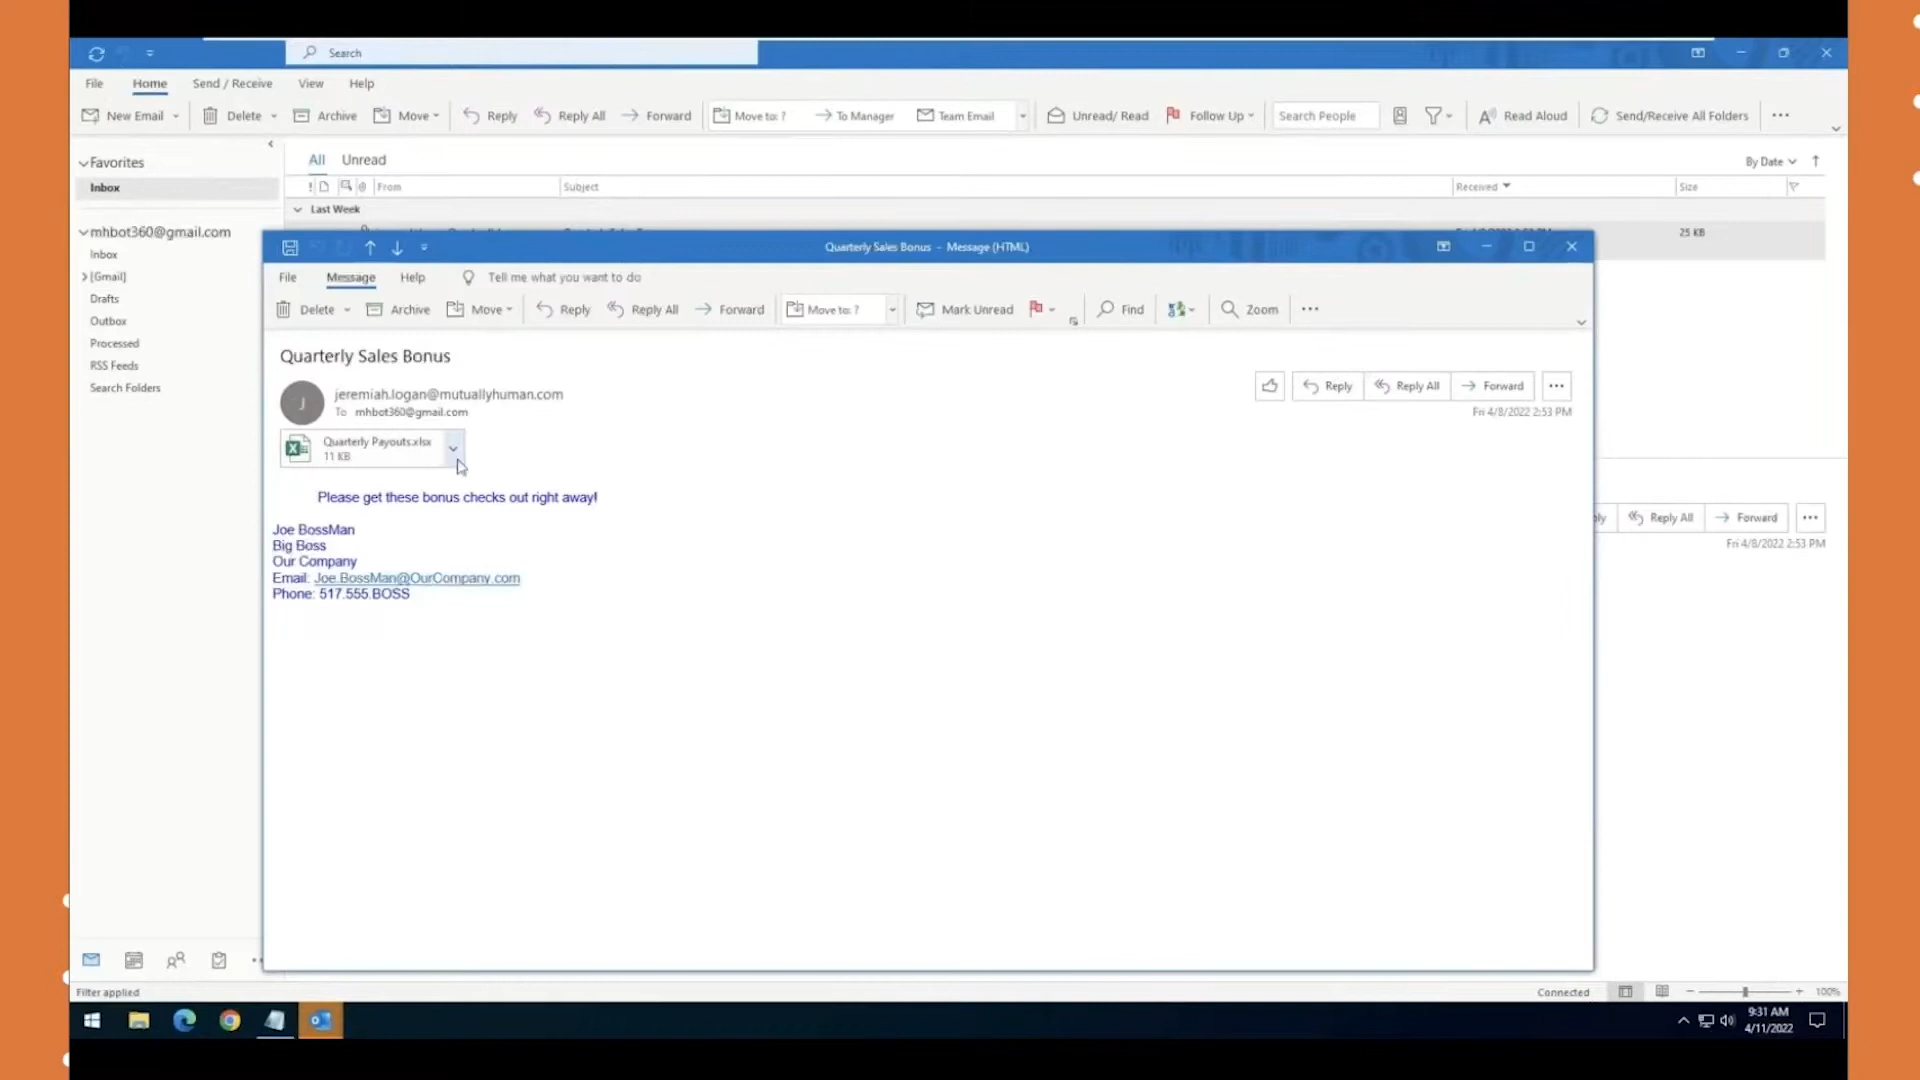 Search
File Home Send / Receive View Help
New Email Delete Archive Move Reply Reply All Forward Move to: ? To Manager Team Email Unread/ Read Follow Up Search People Read Aloud Send/Receive All Folders
Favorites
Inbox
mhbot360@gmail.com
Inbox
[Gmail]
Drafts
Outbox
Processed
RSS Feeds
Search Folders
All Unread By Date
From Subject Received Size
Last Week
25 KB
Quarterly Sales Bonus - Message (HTML)
File Message Help Tell me what you want to do
Delete Archive Move Reply Reply All Forward Move to: ? Mark Unread Find Zoom
Quarterly Sales Bonus
J
jeremiah.logan@mutuallyhuman.com
To mhbot360@gmail.com
Reply Reply All Forward
Fri 4/8/2022 2:53 PM
Quarterly Payouts.xlsx
11 KB
Please get these bonus checks out right away!
Joe BossMan
Big Boss
Our Company
Email: Joe.BossMan@OurCompany.com
Phone: 517.555.BOSS
Reply All Forward
Fri 4/8/2022 2:53 PM
Filter applied Connected 100%
9:31 AM
4/11/2022